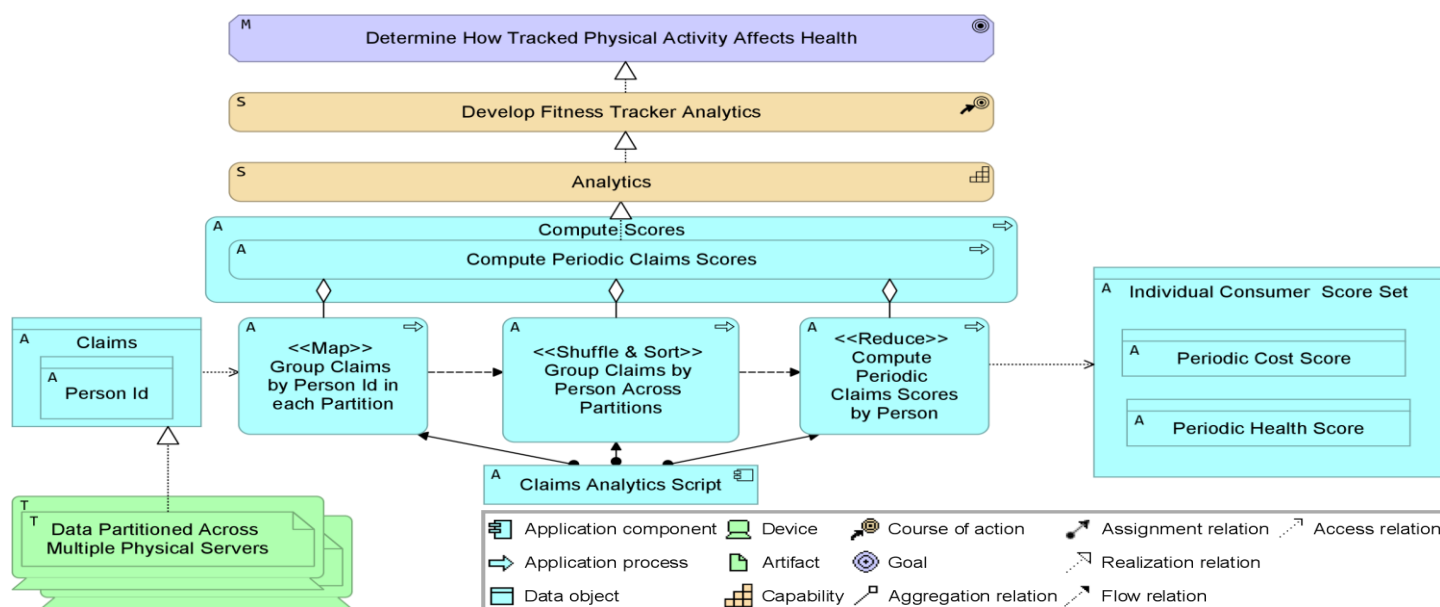 M
Determine How Tracked Physical Activity Affects Health
S
Develop Fitness Tracker Analytics
S
Analytics
A
Compute Scores
A
Compute Periodic Claims Scores
A
Claims
A
Person Id
A
<<Map>>
Group Claims
by Person Id in
each Partition
A
<<Shuffle & Sort>>
Group Claims by
Person Across
Partitions
A
<<Reduce>>
Compute
Periodic
Claims Scores
by Person
A
Individual Consumer Score Set
A
Periodic Cost Score
A
Periodic Health Score
A
Claims Analytics Script
T
T
Data Partitioned Across
Multiple Physical Servers
Application component Device Course of action Assignment relation Access relation
Application process Artifact Goal Realization relation
Data object Capability Aggregation relation Flow relation